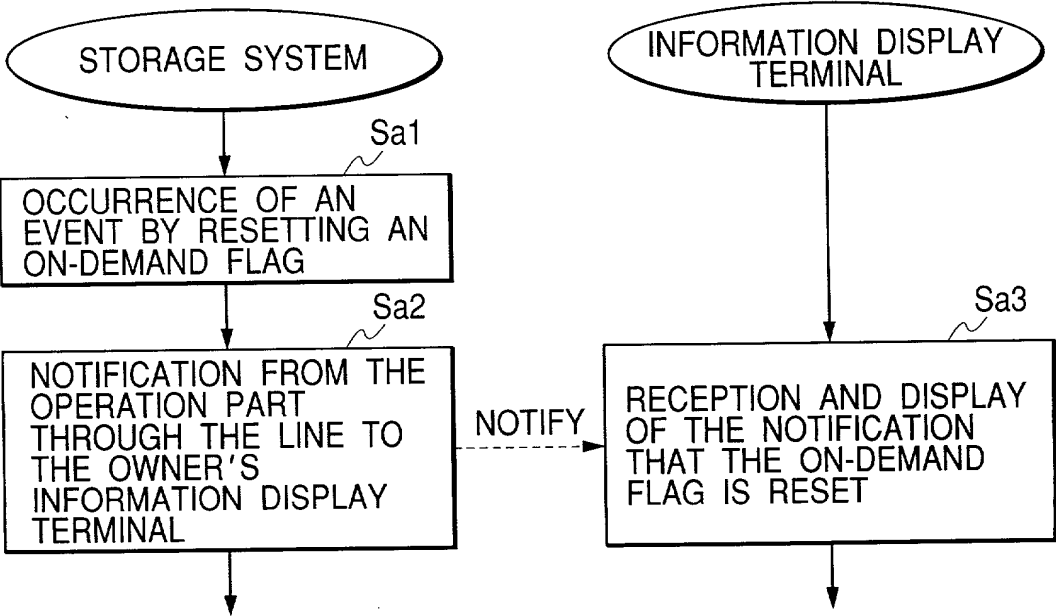 STORAGE SYSTEM
Sa1
OCCURRENCE OF AN
EVENT BY RESETTING AN
ON-DEMAND FLAG
Sa2
NOTIFICATION FROM THE
OPERATION PART
THROUGH THE LINE TO
THE OWNER'S
INFORMATION DISPLAY
TERMINAL
NOTIFY
INFORMATION DISPLAY
TERMINAL
Sa3
RECEPTION AND DISPLAY
OF THE NOTIFICATION
THAT THE ON-DEMAND
FLAG IS RESET